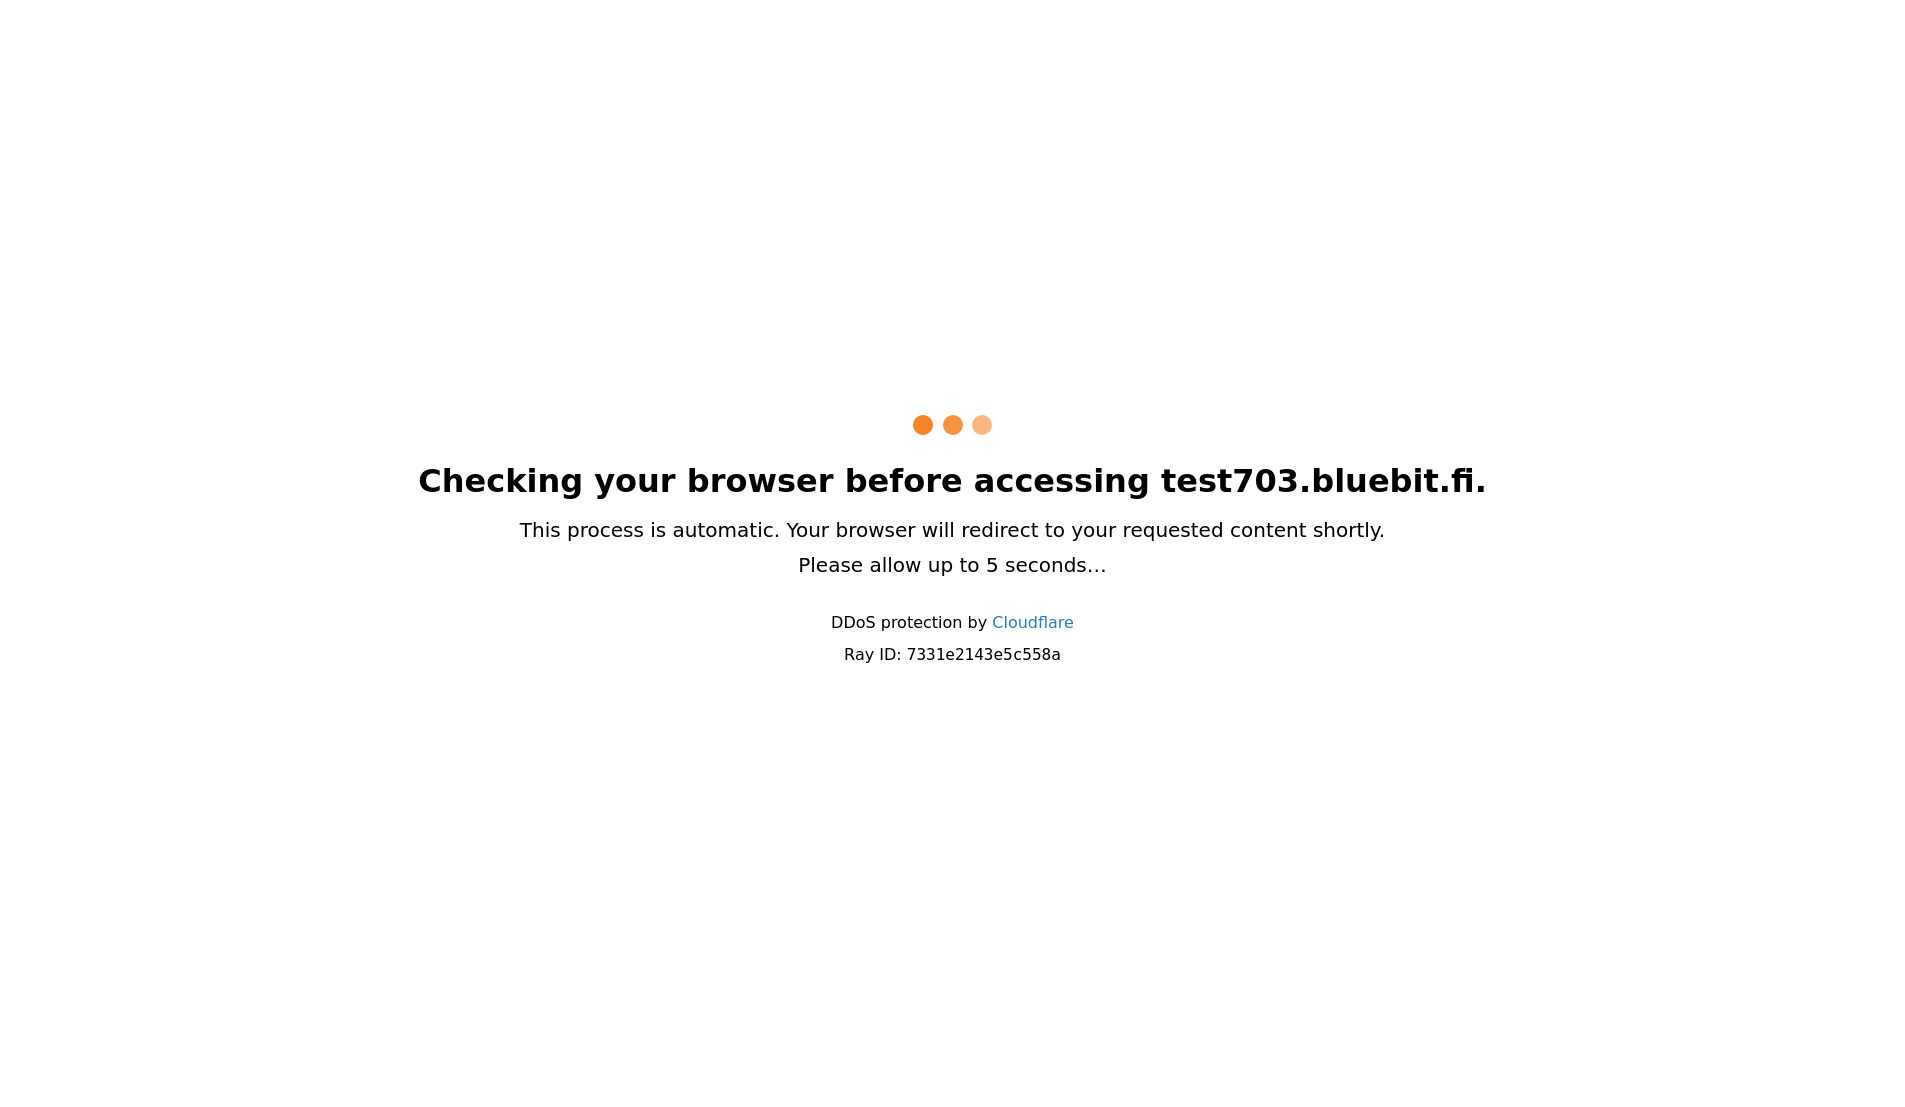 Checking your browser before accessing test703.bluebit.fi.
This process is automatic. Your browser will redirect to your requested content shortly.
Please allow up to 5 seconds…
DDoS protection by Cloudflare
Ray ID: 7331e2143e5c558a